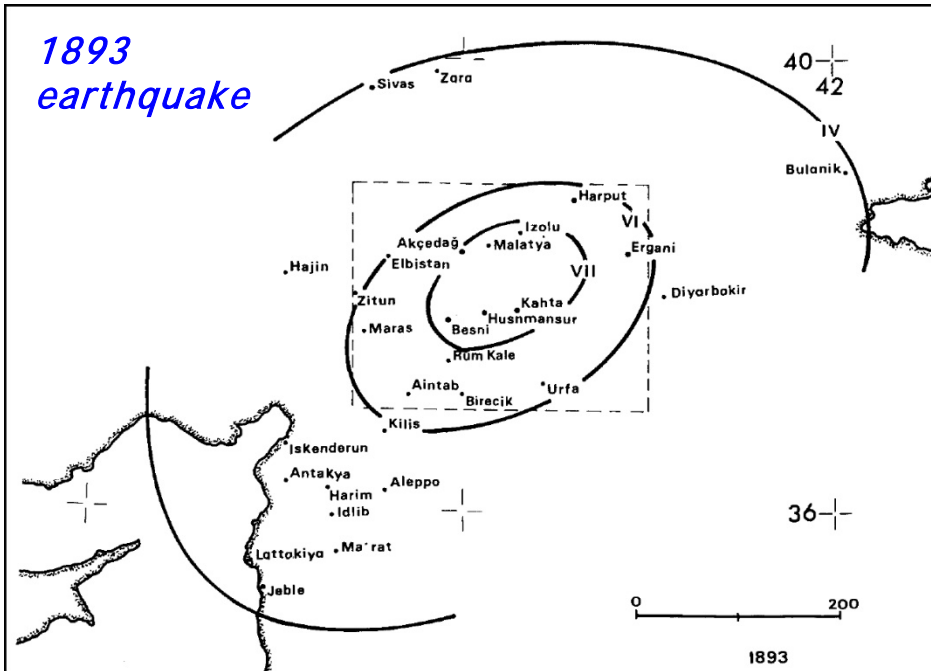 1893
earthquake
40
42
Sivas
Zara
IV
Bulanik
Harput
VI
Izolu
Akçedağ
Malatya
Ergani
Elbistan
Hajin
VII
Diyarbakir
Zitun
Kahta
Husnmansur
Maras
Besni
Rum Kale
Aintab
Birecik
Urfa
Kilis
Iskenderun
Antakya
Aleppo
Harim
Idlib
36
Lattakiya
Ma'rat
Jeble
0 200
1893